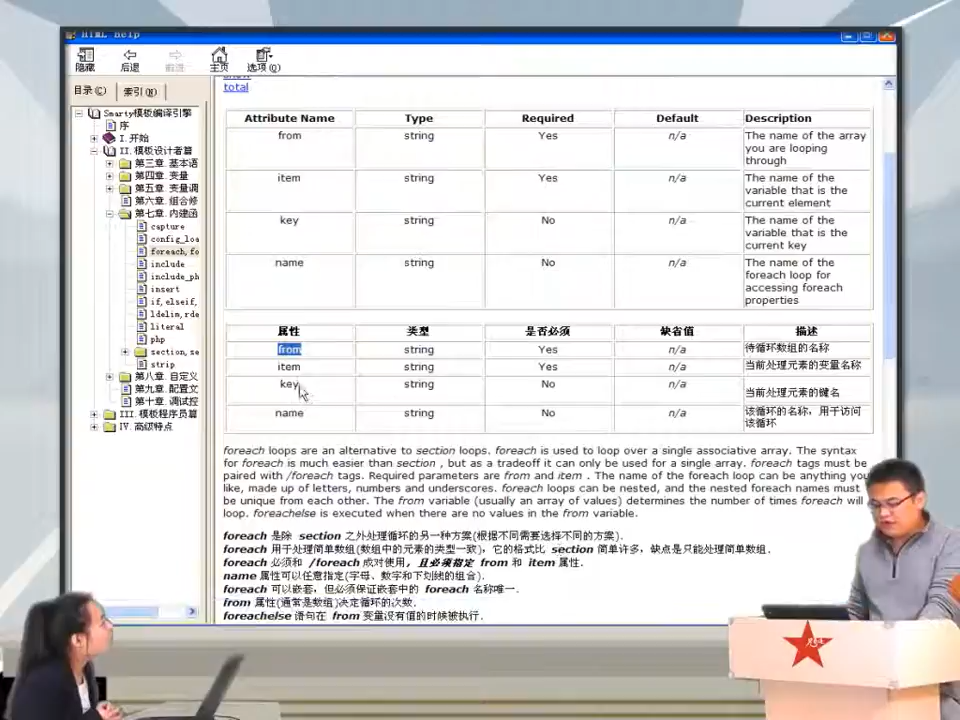 HTML Help
隐藏
后退
前进
主页
选项(O)
目录(C)
索引(N)
Smarty模板编译引擎
序
I. 开始
II. 模板设计者篇
第三章. 基本语
第四章. 变量
第五章. 变量调
第六章. 组合修
第七章. 内建函
capture
config_loa
foreach, fo
include
include_ph
insert
if, elseif,
ldelim, rde
literal
php
section, se
strip
第八章. 自定义
第九章. 配置文
第十章. 调试控
III. 模板程序员篇
IV. 高级特点
total
Attribute Name Type Required Default Description
from string Yes n/a The name of the array you are looping through
item string Yes n/a The name of the variable that is the current element
key string No n/a The name of the variable that is the current key
name string No n/a The name of the foreach loop for accessing foreach properties
属性 类型 是否必须 缺省值 描述
from string Yes n/a 待循环数组的名称
item string Yes n/a 当前处理元素的变量名称
key string No n/a 当前处理元素的键名
name string No n/a 该循环的名称，用于访问该循环
foreach loops are an alternative to section loops. foreach is used to loop over a single associative array. The syntax
for foreach is much easier than section , but as a tradeoff it can only be used for a single array. foreach tags must be
paired with /foreach tags. Required parameters are from and item . The name of the foreach loop can be anything you
like, made up of letters, numbers and underscores. foreach loops can be nested, and the nested foreach names must
be unique from each other. The from variable (usually an array of values) determines the number of times foreach will
loop. foreachelse is executed when there are no values in the from variable.
foreach 是除 section 之外处理循环的另一种方案(根据不同需要选择不同的方案).
foreach 用于处理简单数组(数组中的元素的类型一致)，它的格式比 section 简单许多，缺点是只能处理简单数组.
foreach 必须和 /foreach 成对使用，且必须指定 from 和 item 属性.
name 属性可以任意指定(字母、数字和下划线的组合).
foreach 可以嵌套，但必须保证嵌套中的 foreach 名称唯一.
from 属性(通常是数组)决定循环的次数.
foreachelse 语句在 from 变量没有值的时候被执行.